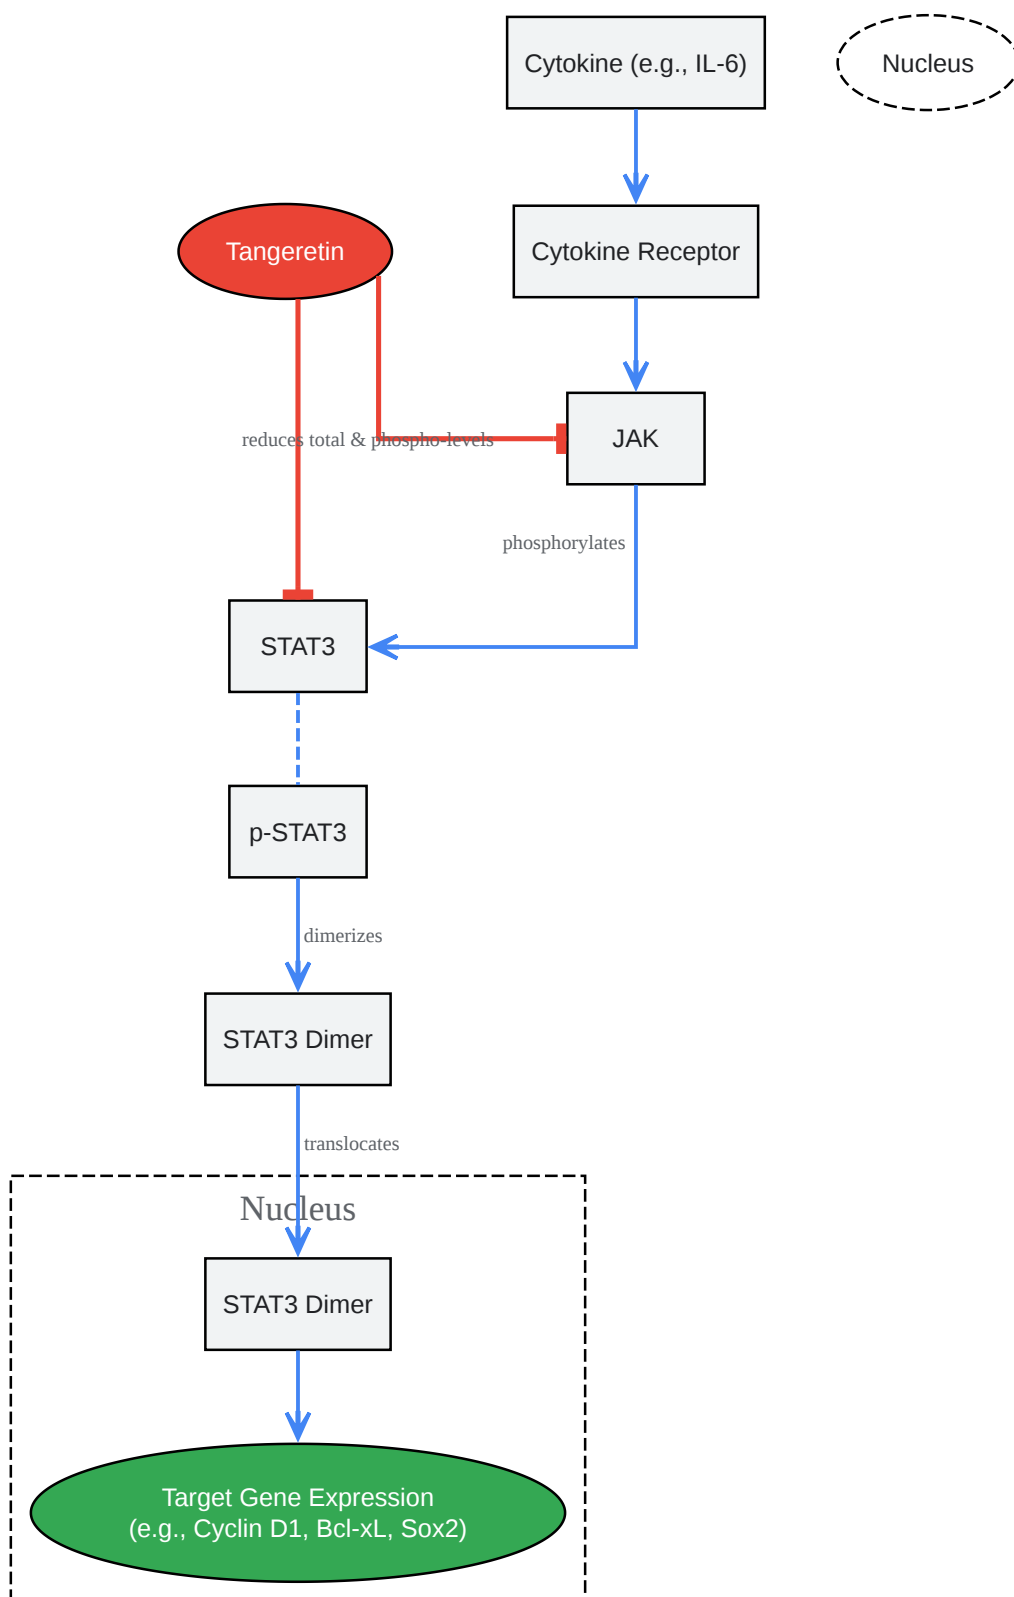 Cytokine (e.g., IL-6)
Nucleus
Tangeretin
Cytokine Receptor
reduces total & phospho-levels
JAK
phosphorylates
STAT3
p-STAT3
dimerizes
STAT3 Dimer
translocates
Nucleus
STAT3 Dimer
Target Gene Expression
(e.g., Cyclin D1, Bcl-xL, Sox2)